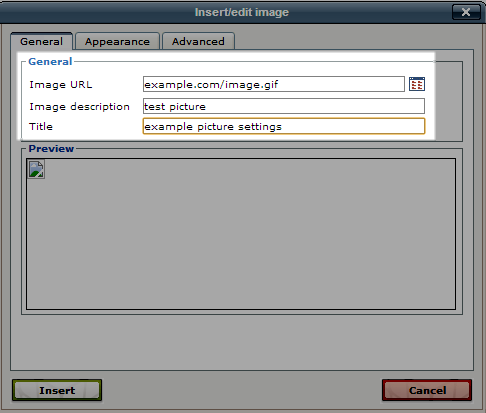 Insert/edit image
General Appearance Advanced
General
Image URL example.com/image.gif
Image description test picture
Title example picture settings
Preview
Insert Cancel